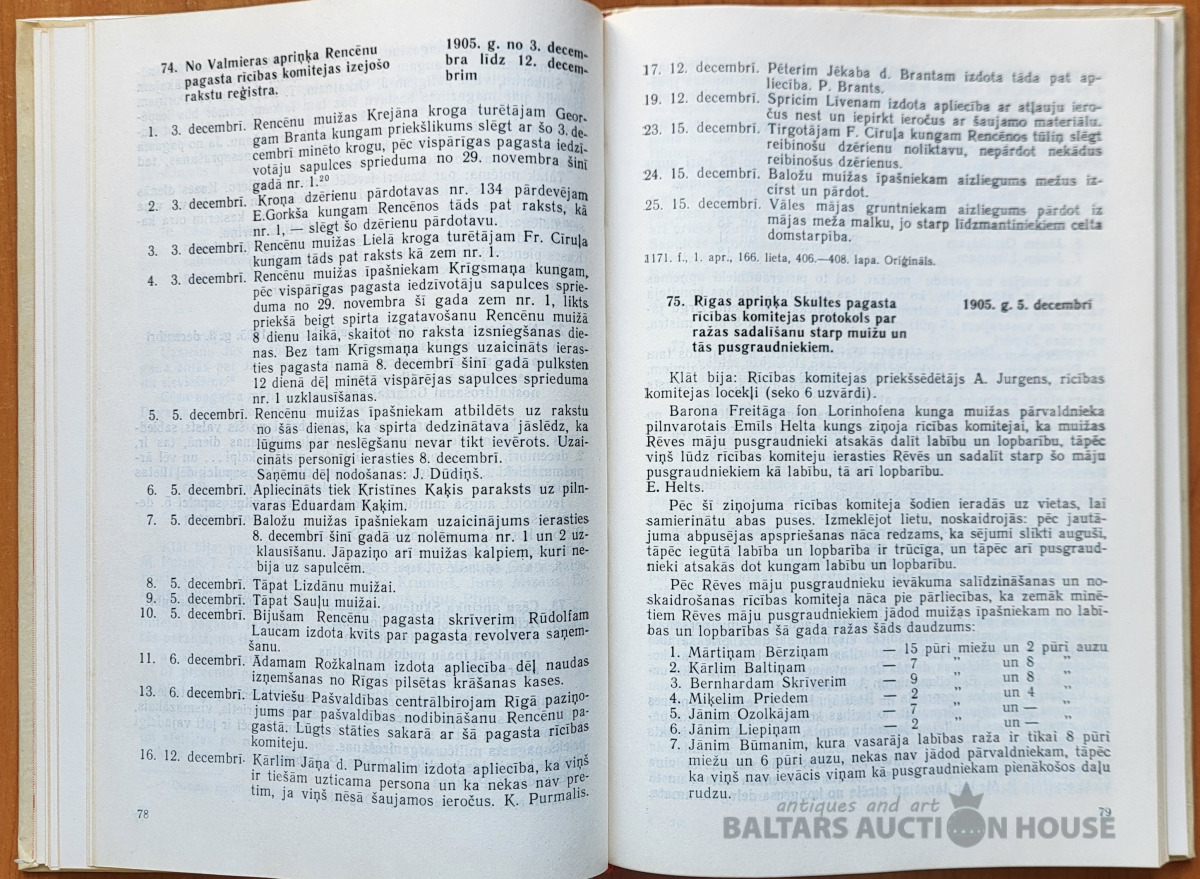 74. No Valmieras apriņķa Rencēnu
pagasta rīcības komitejas izejošo
rakstu reģistra.
1905. g. no 3. decem-
bra līdz 12. decem-
brim
1. 3. decembrī. Rencēnu muižas Krejāna kroga turētājam Geor-
gam Branta kungam priekšlikums slēgt ar šo 3. de-
cembri minēto krogu, pēc vispārīgas pagasta iedzī-
votāju sapulces sprieduma no 29. novembra šinī
gadā nr. 1.20
2. 3. decembrī. Kroņa dzērienu pārdotavas nr. 134 pārdevējam
E. Gorkša kungam Rencēnos tāds pat raksts, kā
nr. 1, — slēgt šo dzērienu pārdotavu.
3. 3. decembrī. Rencēnu muižas Lielā kroga turētājam Fr. Cīruļa
kungam tāds pat raksts kā zem nr. 1.
4. 3. decembrī. Rencēnu muižas īpašniekam Krīgsmaņa kungam,
pēc vispārīgas pagasta iedzīvotāju sapulces sprie-
duma no 29. novembra šī gada zem nr. 1, likts
priekšā beigt spirta izgatavošanu Rencēnu muižā
8 dienu laikā, skaitot no raksta izsniegšanas die-
nas. Bez tam Krīgsmaņa kungs uzaicināts ieras-
ties pagasta namā 8. decembrī šinī gadā pulksten
12 dienā dēļ minētā vispārējas sapulces sprieduma
nr. 1 uzklausīšanas.
5. 5. decembrī. Rencēnu muižas īpašniekam atbildēts uz rakstu
no šās dienas, ka spirta dedzinātava jāslēdz, ka
lūgums par neslēgšanu nevar tikt ievērots. Uzai-
cināts personīgi ierasties 8. decembrī.
Saņēmu dēļ nodošanas: J. Dūdiņš.
6. 5. decembrī. Apliecināts tiek Kristīnes Kaķis paraksts uz piln-
varas Eduardam Kaķim.
7. 5. decembrī. Baložu muižas īpašniekam uzaicinājums ierasties
8. decembrī šinī gadā uz nolēmuma nr. 1 un 2 uz-
klausīšanu. Jāpaziņo arī muižas kalpiem, kuri ne-
bija uz sapulcēm.
8. 5. decembrī. Tāpat Lizdānu muižai.
9. 5. decembrī. Tāpat Sauļu muižai.
10. 5. decembrī. Bijušam Rencēnu pagasta skrīverim Rūdolfam
Laucam izdota kvīts par pagasta revolvera saņem-
šanu.
11. 6. decembrī. Ādamam Rožkalnam izdota apliecība dēļ naudas
izņemšanas no Rīgas pilsētas krāšanas kases.
13. 6. decembrī. Latviešu Pašvaldības centrālbirojam Rīgā paziņo-
jums par pašvaldības nodibināšanu Rencēnu pa-
gastā. Lūgts stāties sakarā ar šā pagasta rīcības
komiteju.
16. 12. decembrī. Kārlim Jāņa d. Purmalim izdota apliecība, ka viņš
ir tiešām uzticama persona un ka nekas nav pre-
tim, ja viņš nēsā šaujamos ieročus. K. Purmalis.
78
17. 12. decembrī. Pēterim Jēkaba d. Brantam izdota tāda pat ap-
liecība. P. Brants.
19. 12. decembrī. Spricim Līvenam izdota apliecība ar atļauju iero-
čus nest un iepirkt ieročus ar šaujamo materiālu.
23. 15. decembrī. Tirgotājam F. Cīruļa kungam Rencēnos tūliņ slēgt
reibinošu dzērienu noliktavu, nepārdot nekādus
reibinošus dzērienus.
24. 15. decembrī. Baložu muižas īpašniekam aizliegums mežus iz-
cirst un pārdot.
25. 15. decembrī. Vāles mājas gruntniekam aizliegums pārdot iz
mājas meža malku, jo starp līdzmantiniekiem celta
domstarpība.
1171. f., 1. apr., 166. lieta, 406.—408. lapa. Oriģināls.
75. Rīgas apriņķa Skultes pagasta
rīcības komitejas protokols par
ražas sadalīšanu starp muižu un
tās pusgraudniekiem.
1905. g. 5. decembrī
Klāt bija: Rīcības komitejas priekšsēdētājs A. Jurgens, rīcības
komitejas locekļi (seko 6 uzvārdi).
Barona Freitāga fon Lorinhofena kunga muižas pārvaldnieka
pilnvarotais Emīls Helta kungs ziņoja rīcības komitejai, ka muižas
Rēves māju pusgraudnieki atsakās dalīt labību un lopbarību, tāpēc
viņš lūdz rīcības komiteju ierasties Rēvēs un sadalīt starp šo māju
pusgraudniekiem kā labību, tā arī lopbarību.
E. Helts.
Pēc šī ziņojuma rīcības komiteja šodien ieradās uz vietas, lai
samierinātu abas puses. Izmeklējot lietu, noskaidrojās: pēc jautā-
juma abpusējas apspriešanas nāca redzams, ka sējumi slikti auguši,
tāpēc iegūtā labība un lopbarība ir trūcīga, un tāpēc arī pusgraud-
nieki atsakās dot kungam labību un lopbarību.
Pēc Rēves māju pusgraudnieku ievākuma salīdzināšanas un no-
skaidrošanas rīcības komiteja nāca pie pārliecības, ka zemāk minē-
tiem Rēves māju pusgraudniekiem jādod muižas īpašniekam no labī-
bas un lopbarības šā gada ražas šāds daudzums:
1. Mārtiņam Bērziņam — 15 pūri miežu un 2 pūri auzu
2. Kārlim Baltiņam — 7 „ un 8 „
3. Bernhardam Skrīverim — 9 „ un 8 „
4. Miķelim Priedem — 2 „ un 4 „
5. Jānim Ozolkājam — 7 „ un — „
6. Jānim Liepiņam — 2 „ un — „
7. Jānim Būmanim, kura vasarāja labības raža ir tikai 8 pūri
miežu un 6 pūri auzu, nekas nav jādod pārvaldniekam, tāpēc
ka viņš nav ievācis viņam kā pusgraudniekam pienākošos daļu
rudzu.
79
antiques and art
BALTARS AUCTION HOUSE